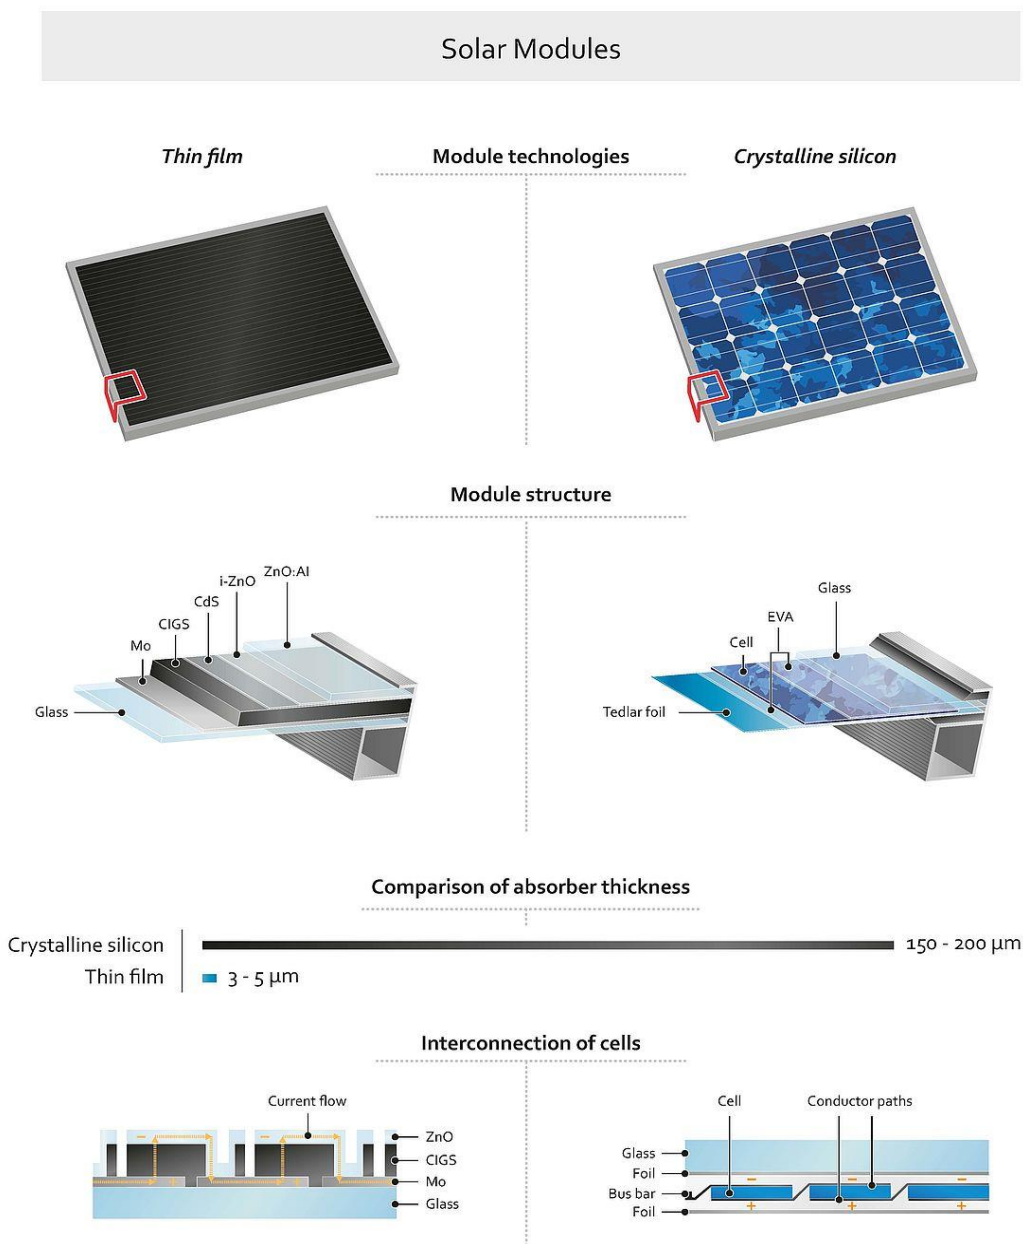 Solar Modules
Thin film
Module technologies
Crystalline silicon
Module structure
ZnO:Al
i-ZnO
CdS
CIGS
Mo
Glass
Glass
EVA
Cell
Tedlar foil
Comparison of absorber thickness
Crystalline silicon
150 - 200 µm
Thin film
3 - 5 µm
Interconnection of cells
Current flow
−
−
+
+
ZnO
CIGS
Mo
Glass
Cell
Conductor paths
Glass
Foil
Bus bar
Foil
− − −
+ + +